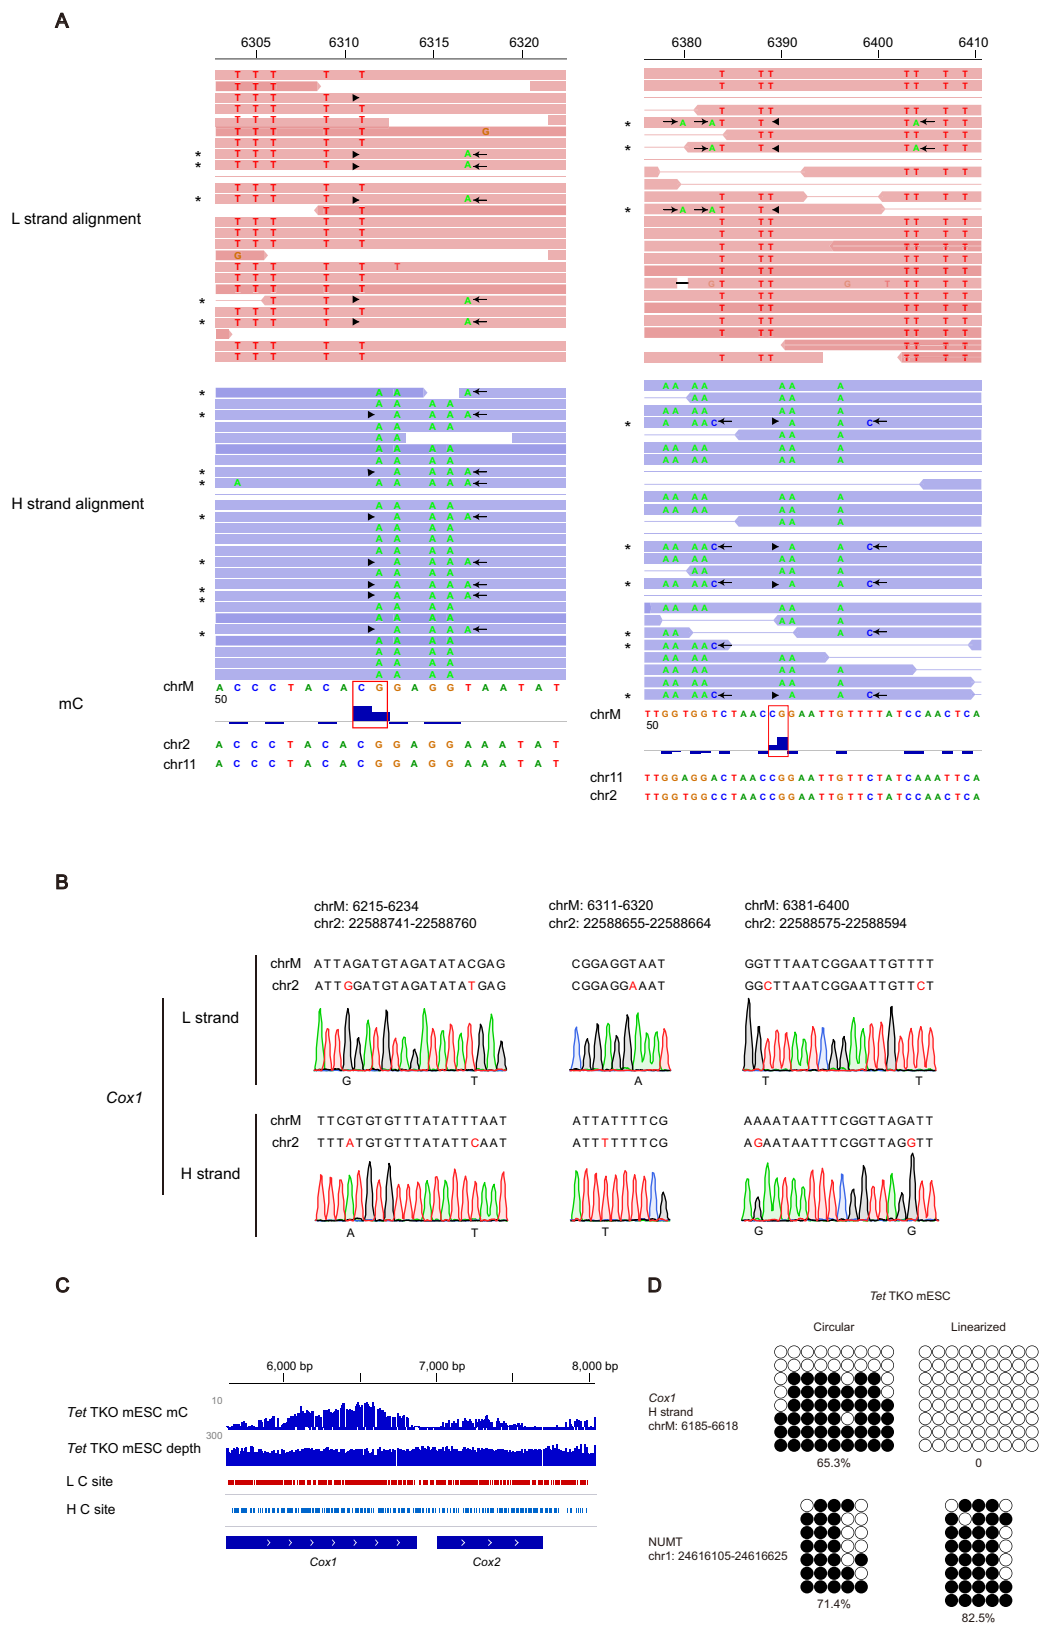 A
6305 6310 6315 6320
6380 6390 6400 6410
L strand alignment
H strand alignment
mC
chrM A C C C T A C A C G G A G G T A A T A T
50
chr2 A C C C T A C A C G G A G G A A A T A T
chr11 A C C C T A C A C G G A G G A A A T A T
chrM TTGGTGGTCTAACCGGAATTGTTTTATCCAACTCA
50
chr11 TTGGAGGACTAACCGGAATTGTTCTATCCAATTCA
chr2 TTGGTGGCCTAACCGGAATTGTTCTATCCAACTCA
B
chrM: 6215-6234
chr2: 22588741-22588760
chrM: 6311-6320
chr2: 22588655-22588664
chrM: 6381-6400
chr2: 22588575-22588594
Cox1
L strand
chrM ATTAGATGTAGATATACGAG CGGAGGTAAT GGTTTAATCGGAATTGTTTT
chr2 ATTGGATGTAGATATATGAG CGGAGGAAAT GGCTTAATCGGAATTGTTCT
G T A T T
H strand
chrM TTCGTGTGTTTATATTTAAT ATTATTTTCG AAAATAATTTCGGTTAGATT
chr2 TTTATGTGTTTATATTCAAT ATTTTTTTCG AGAATAATTTCGGTTAGGTT
A T T G G
C
6,000 bp 7,000 bp 8,000 bp
10
Tet TKO mESC mC
300
Tet TKO mESC depth
L C site
H C site
Cox1 Cox2
D
Tet TKO mESC
Circular Linearized
Cox1
H strand
chrM: 6185-6618
65.3% 0
NUMT
chr1: 24616105-24616625
71.4% 82.5%